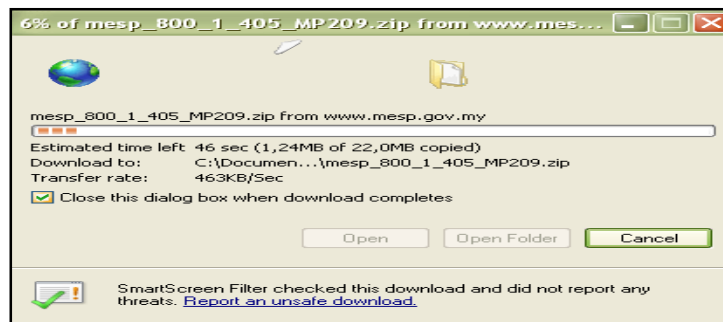 6% of mesp_800_1_405_MP209.zip from www.mes...
mesp_800_1_405_MP209.zip from www.mesp.gov.my
Estimated time left 46 sec (1,24MB of 22,0MB copied)
Download to: C:\Documen...\mesp_800_1_405_MP209.zip
Transfer rate: 463KB/Sec
Close this dialog box when download completes
Open Open Folder Cancel
SmartScreen Filter checked this download and did not report any
threats. Report an unsafe download.